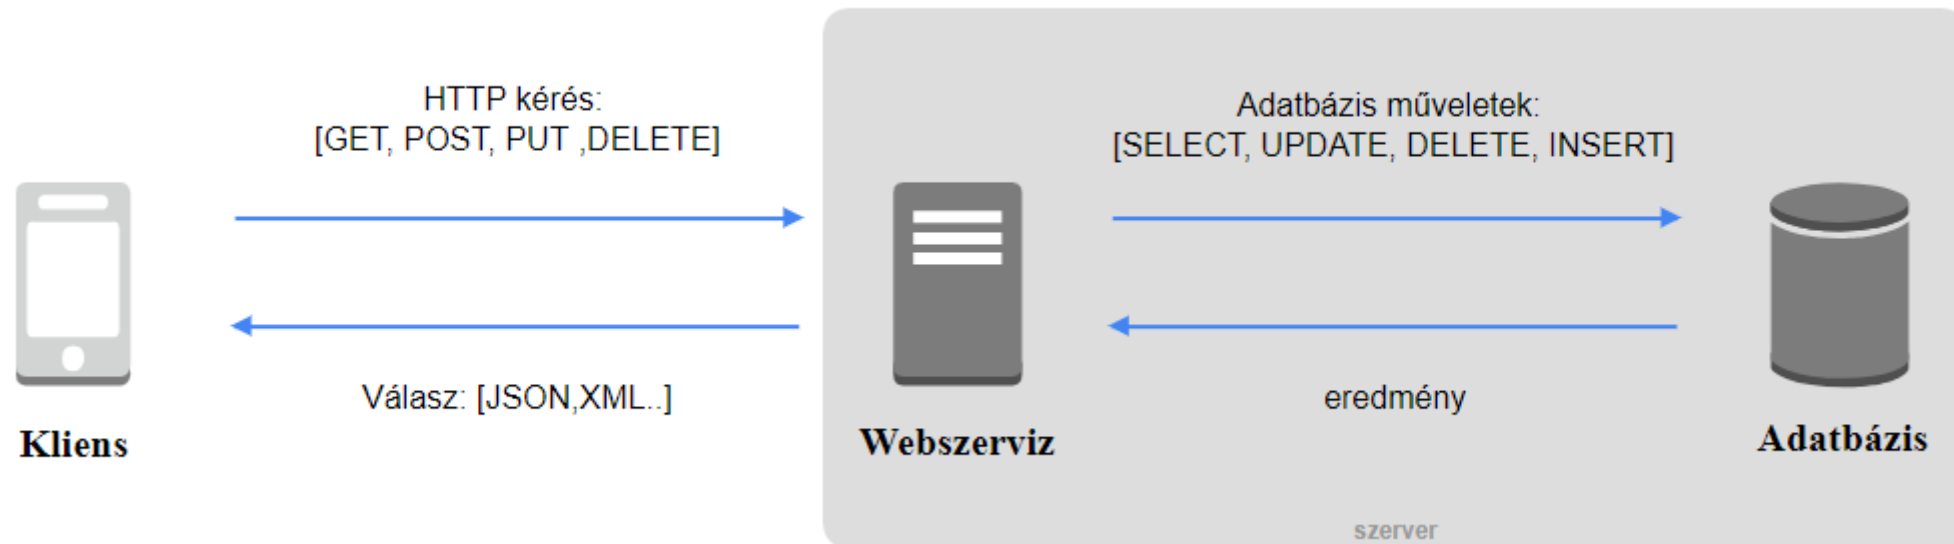 HTTP kérés:
[GET, POST, PUT ,DELETE]
Válasz: [JSON,XML..]
Kliens
Adatbázis műveletek:
[SELECT, UPDATE, DELETE, INSERT]
eredmény
Webszerviz
Adatbázis
szerver